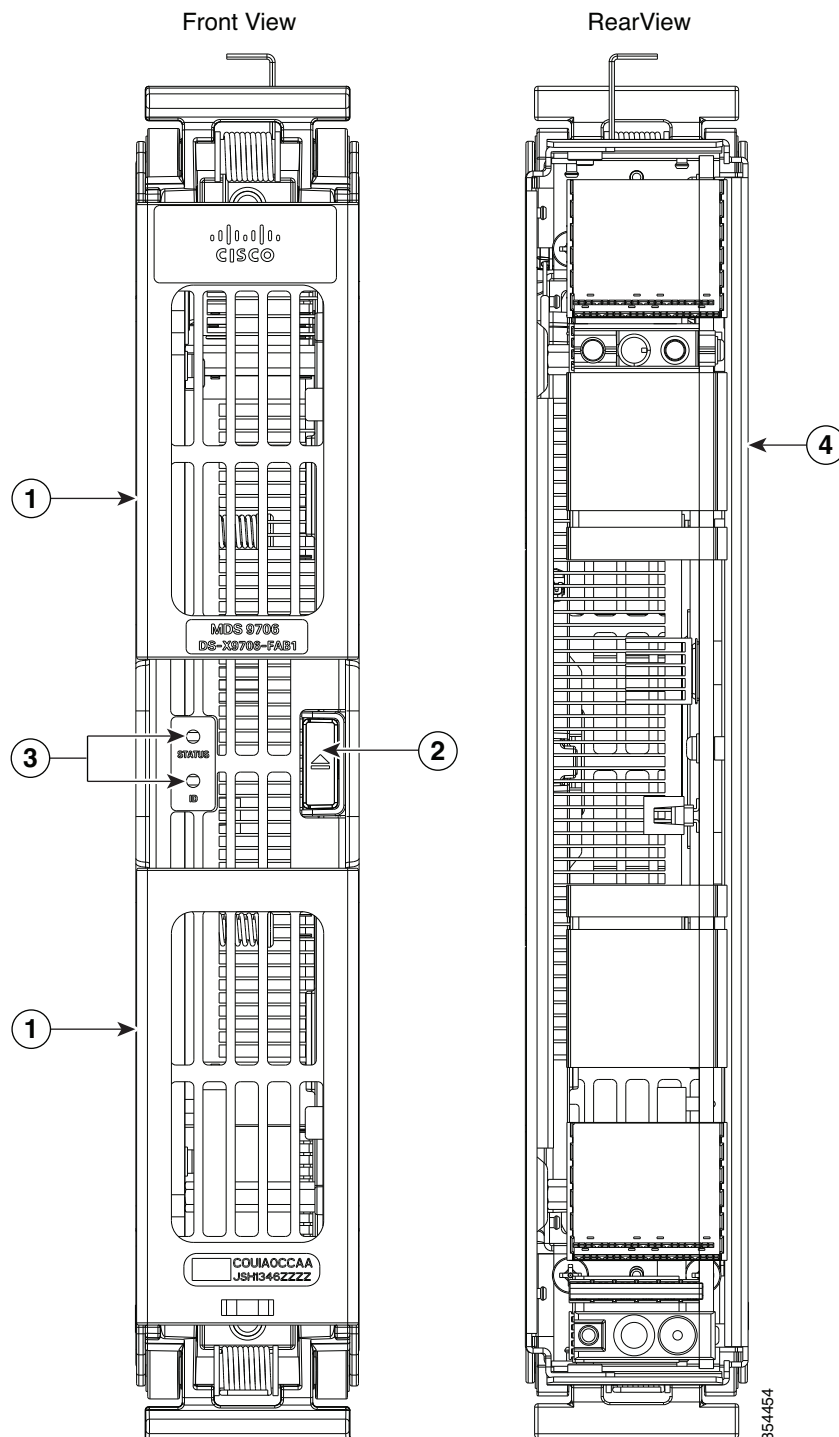 Front View
RearView
CISCO
1
4
MDS 9706
DS-X9706-FAB1
3
STATUS
2
ID
1
COUIA0CCAA
JSH1346ZZZZ
354454